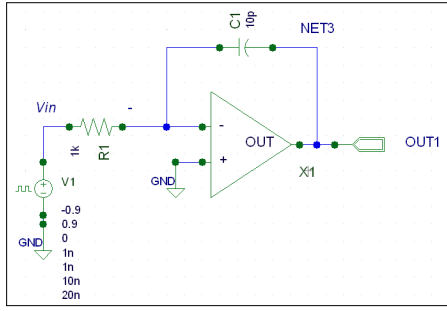 C1
10p
NET3
Vin
-
1k
R1
-
+
OUT
OUT1
X1
GND
V1
-0.9
0.9
0
1n
1n
10n
20n
GND